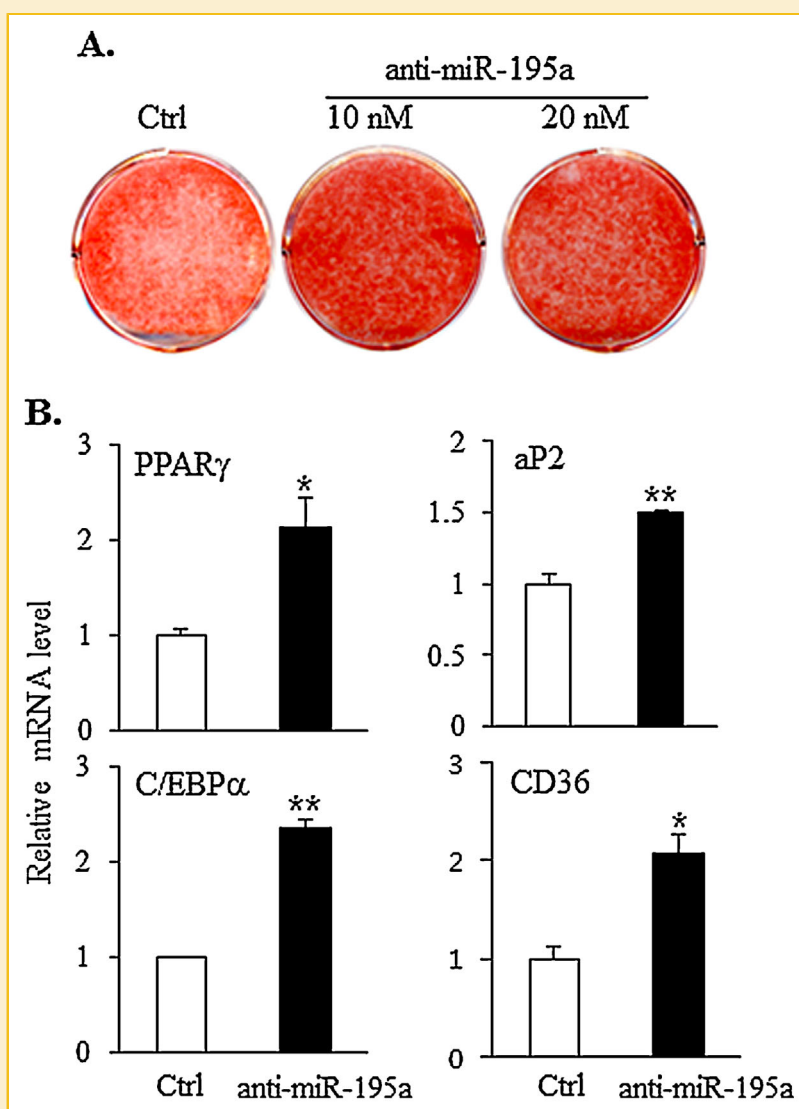 A.
anti-miR-195a
Ctrl 10 nM 20 nM
B.
Relative mRNA level
PPARγ
*
3
2
1
0
aP2
**
2
1.5
1
0.5
0
C/EBPα
**
3
2
1
0
Ctrl anti-miR-195a
CD36
*
3
2
1
0
Ctrl anti-miR-195a